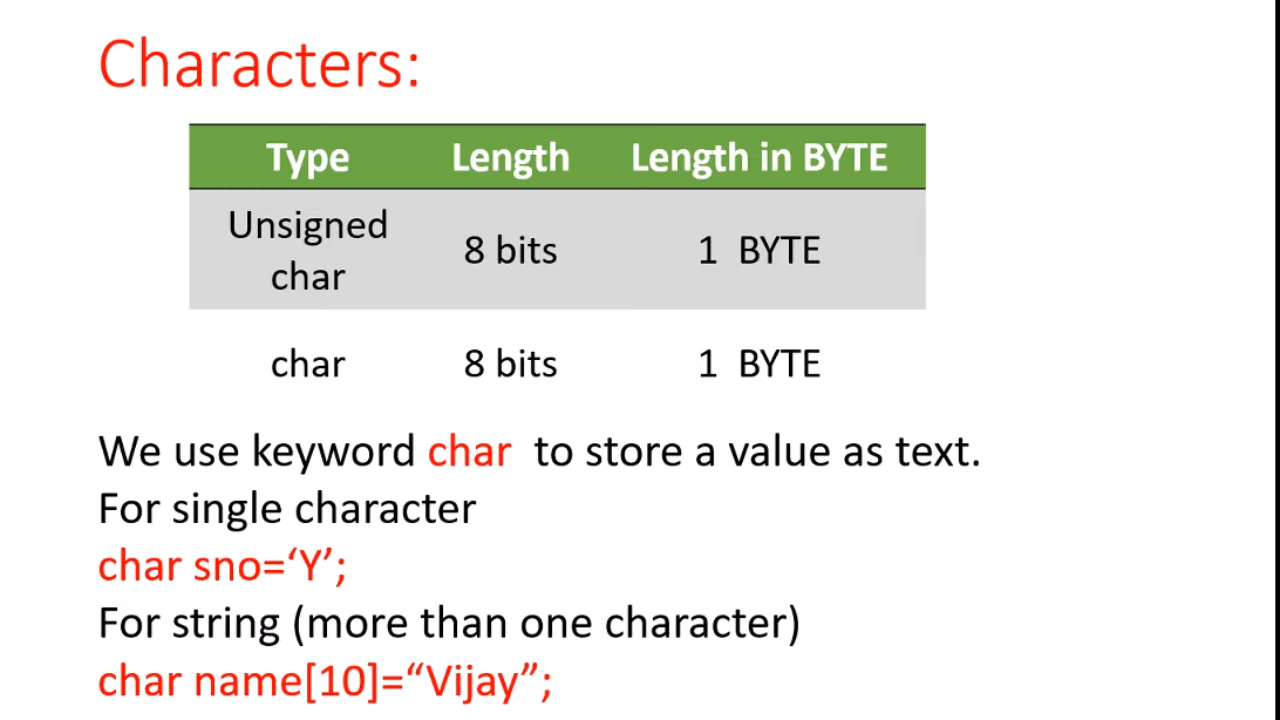 Characters:
Type Length Length in BYTE
Unsigned
char 8 bits 1 BYTE
char 8 bits 1 BYTE
We use keyword char to store a value as text.
For single character
char sno=‘Y’;
For string (more than one character)
char name[10]=“Vijay”;